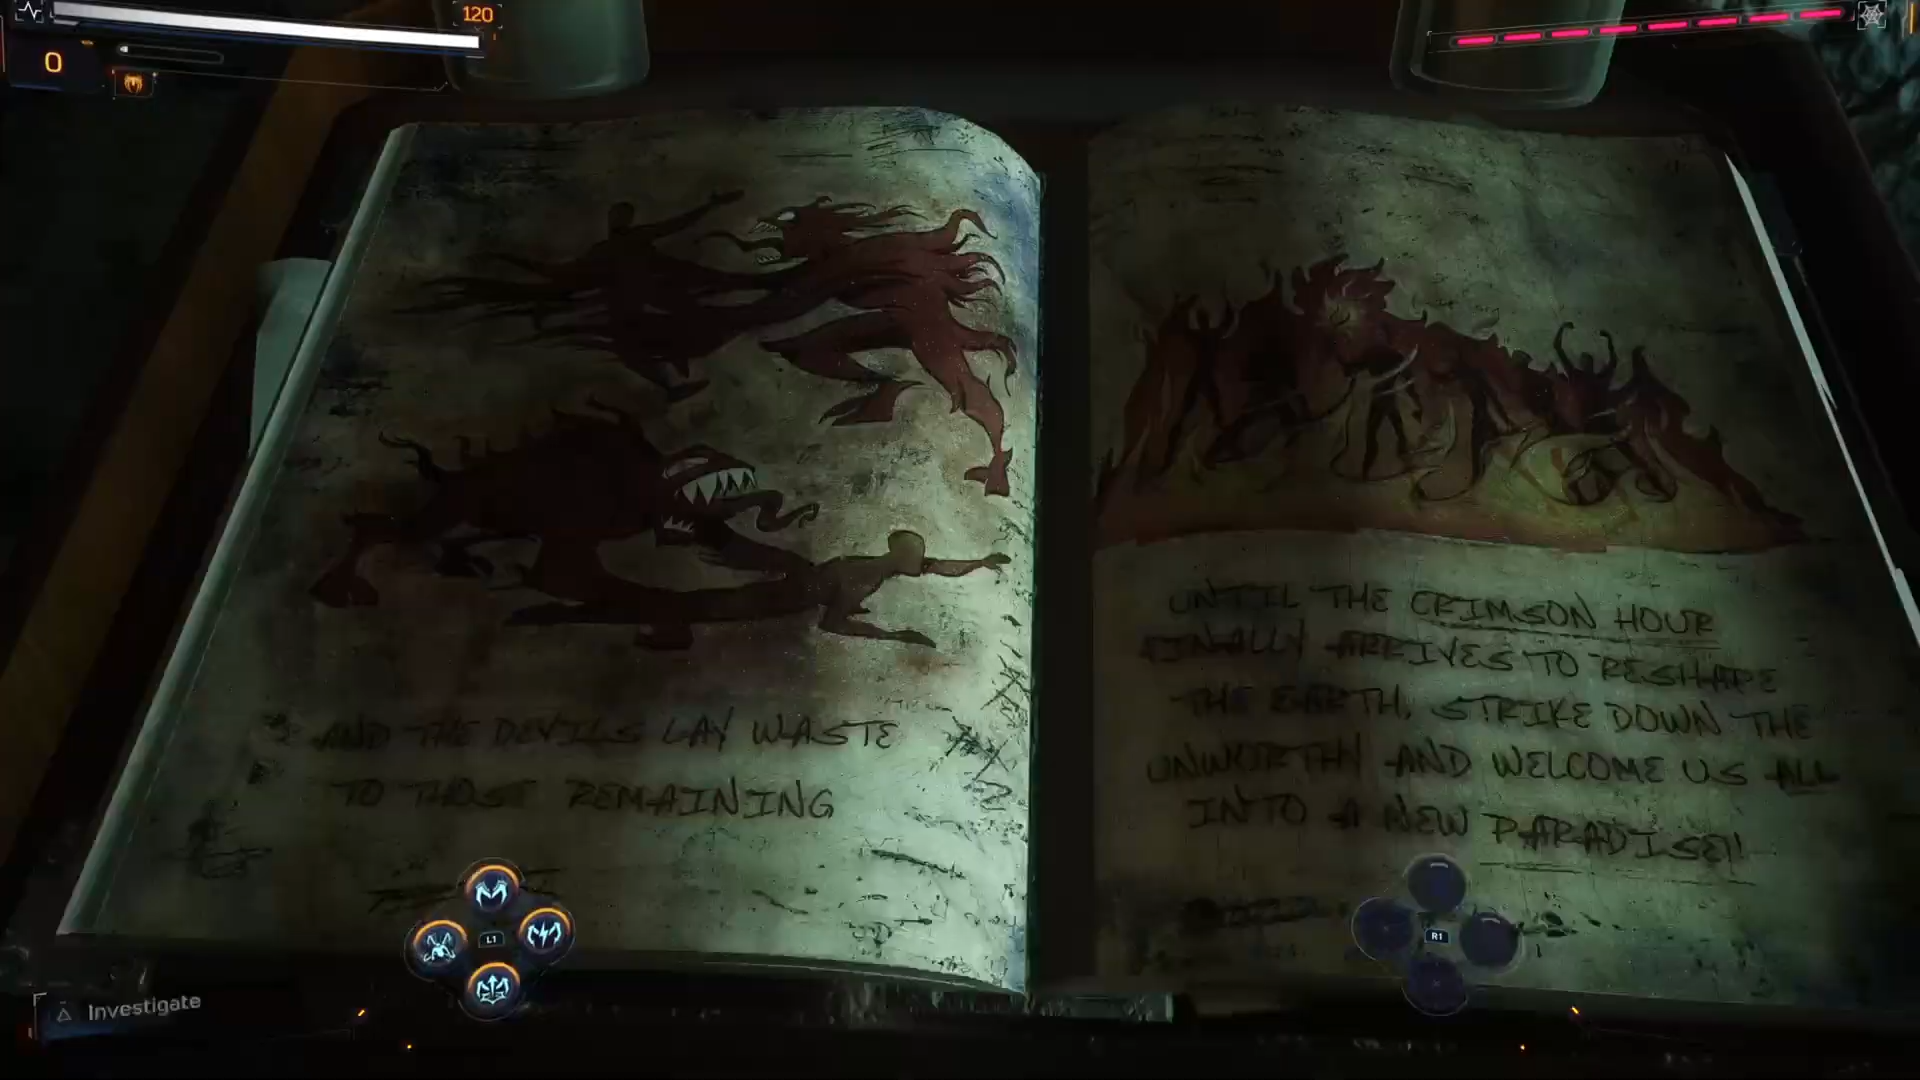 120
0
AND THE DEVILS LAY WASTE
TO THOSE REMAINING
UNTIL THE CRIMSON HOUR
FINALLY ARRIVES TO RESHAPE
THE EARTH, STRIKE DOWN THE
UNWORTHY AND WELCOME US ALL
INTO A NEW PARADISE!!
L1
R1
Investigate